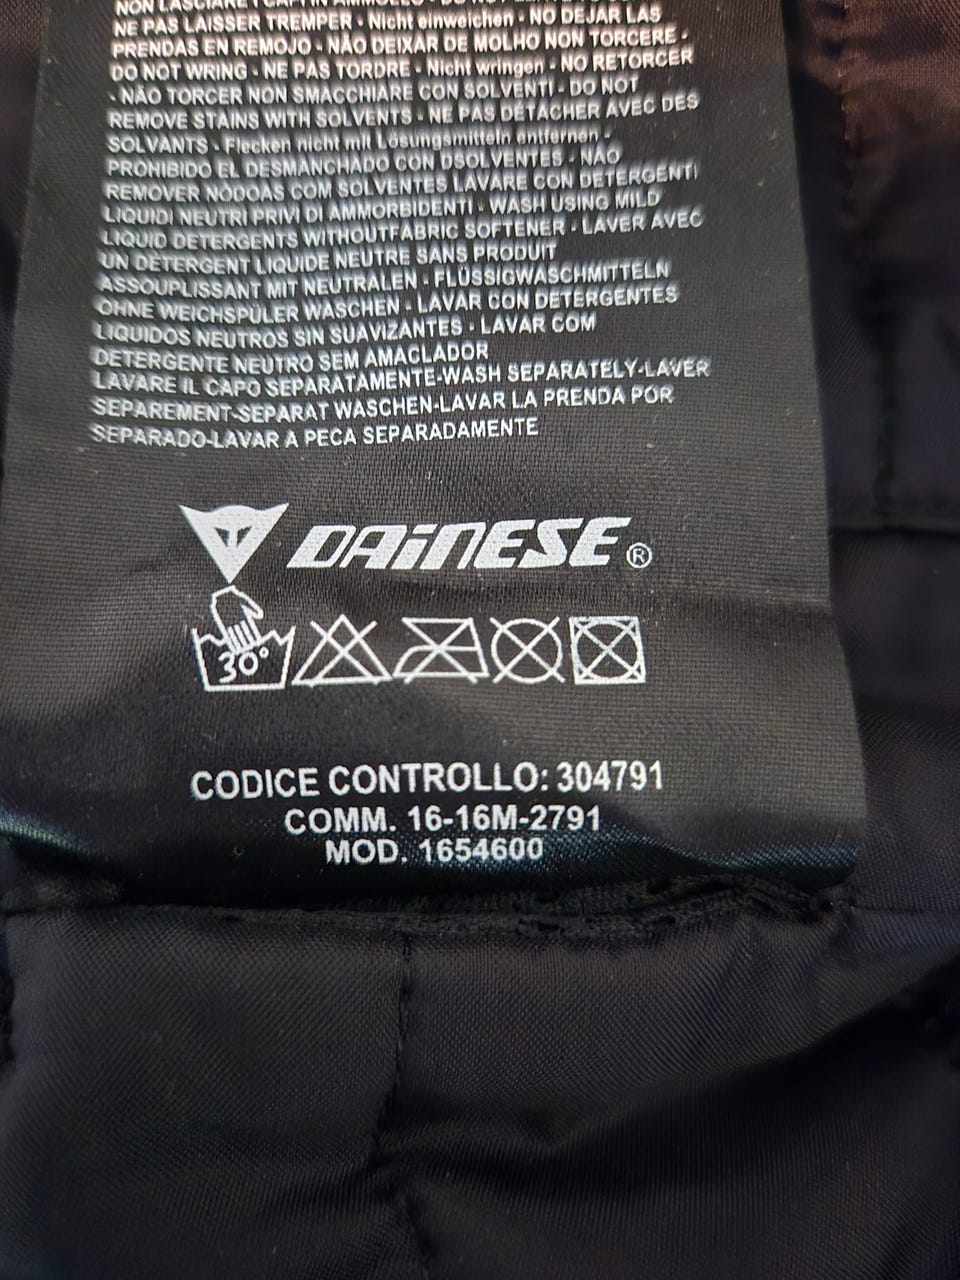 NON LASCIARE I CAPI IN AMMOLLO - DO NOT
NE PAS LAISSER TREMPER - Nicht einweichen - NO DEJAR LAS
PRENDAS EN REMOJO - NÃO DEIXAR DE MOLHO NON TORCERE -
DO NOT WRING - NE PAS TORDRE - Nicht wringen - NO RETORCER
- NÃO TORCER NON SMACCHIARE CON SOLVENTI - DO NOT
REMOVE STAINS WITH SOLVENTS - NE PAS DÉTACHER AVEC DES
SOLVANTS - Flecken nicht mit Lösungsmitteln entfernen -
PROHIBIDO EL DESMANCHADO CON DSOLVENTES - NÃO
REMOVER NÓDOAS COM SOLVENTES LAVARE CON DETERGENTI
LIQUIDI NEUTRI PRIVI DI AMMORBIDENTI - WASH USING MILD
LIQUID DETERGENTS WITHOUTFABRIC SOFTENER - LAVER AVEC
UN DÉTERGENT LIQUIDE NEUTRE SANS PRODUIT
ASSOUPLISSANT MIT NEUTRALEN - FLÜSSIGWASCHMITTELN
OHNE WEICHSPÜLER WASCHEN - LAVAR CON DETERGENTES
LIQUIDOS NEUTROS SIN SUAVIZANTES - LAVAR COM
DETERGENTE NEUTRO SEM AMACLADOR
LAVARE IL CAPO SEPARATAMENTE-WASH SEPARATELY-LAVER
SEPAREMENT-SEPARAT WASCHEN-LAVAR LA PRENDA POR
SEPARADO-LAVAR A PECA SEPARADAMENTE
DAINESE®
30°
CODICE CONTROLLO: 304791
COMM. 16-16M-2791
MOD. 1654600